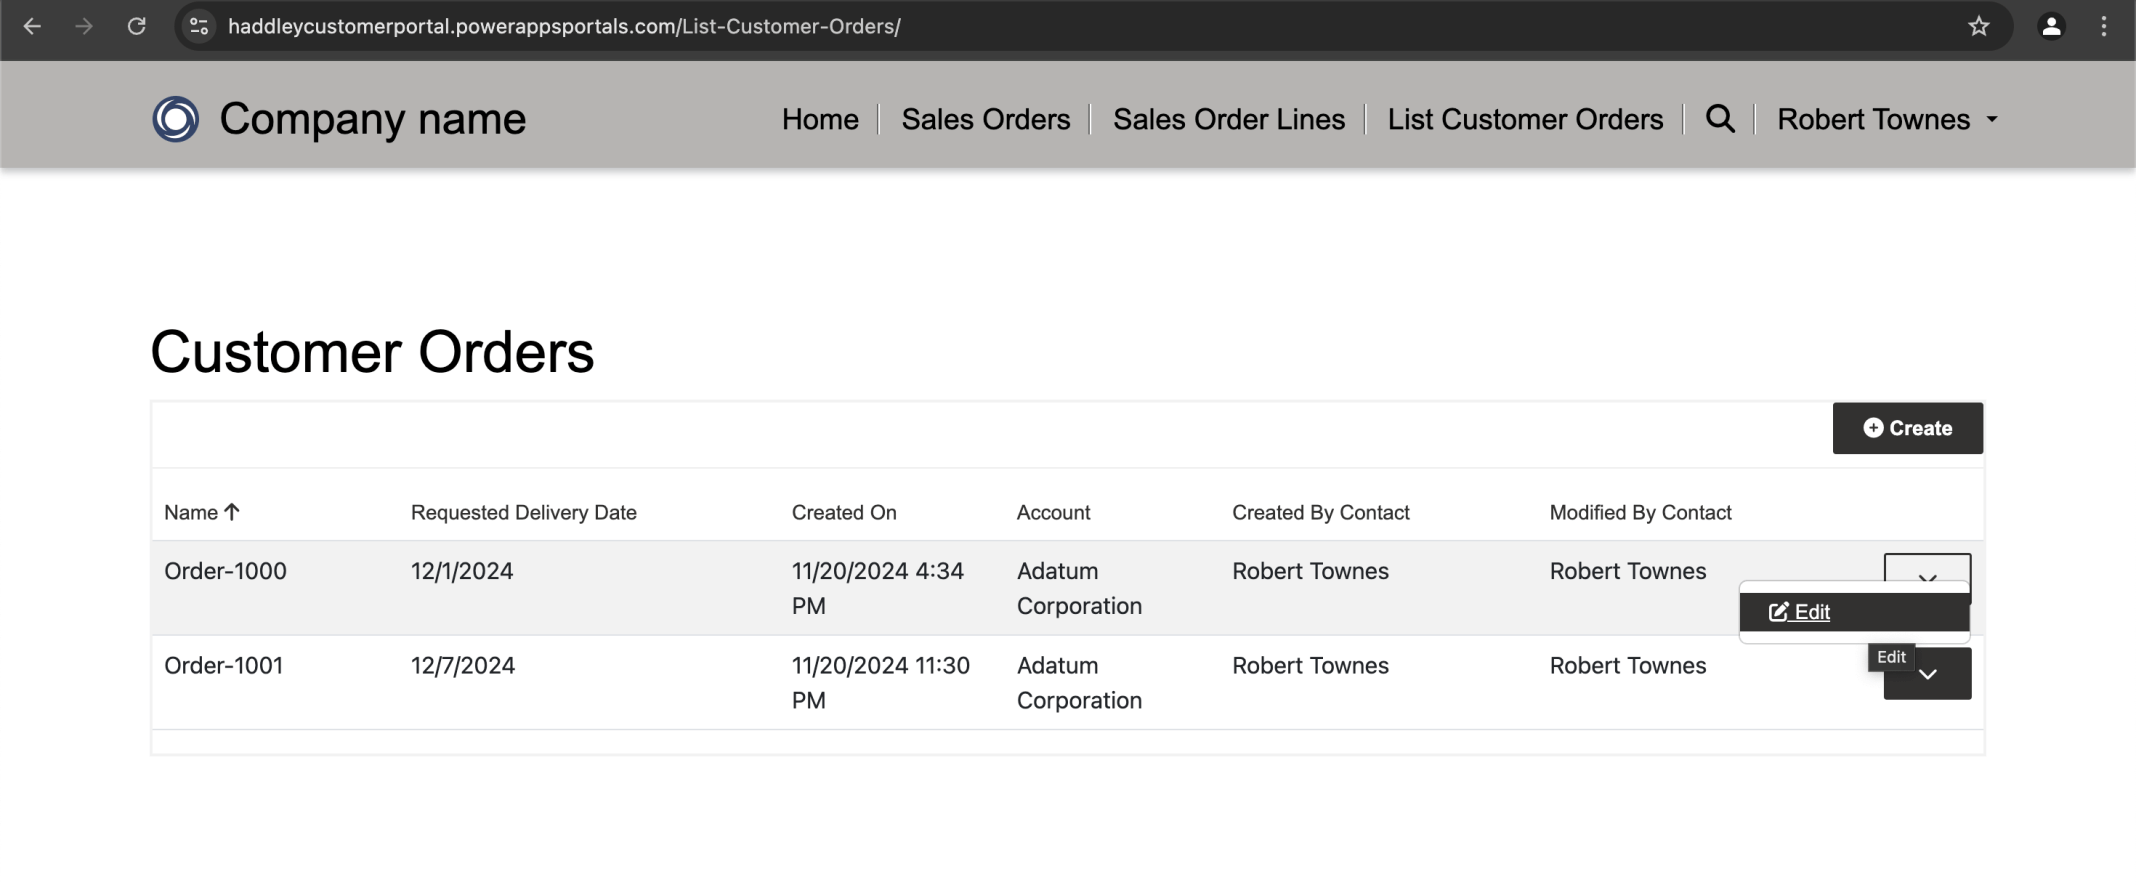 haddleycustomerportal.powerappsportals.com/List-Customer-Orders/
Company name Home Sales Orders Sales Order Lines List Customer Orders Robert Townes
Customer Orders
Create
Name Requested Delivery Date Created On Account Created By Contact Modified By Contact
Order-1000 12/1/2024 11/20/2024 4:34 Adatum Robert Townes Robert Townes
PM Corporation
Edit
Edit
Order-1001 12/7/2024 11/20/2024 11:30 Adatum Robert Townes Robert Townes
PM Corporation